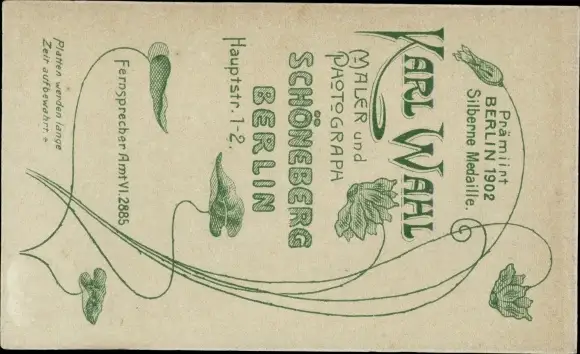 Prämiirt
BERLIN 1902
Silberne Medaille.
KARL WAHL
MALER und
PHOTOGRAPH
SCHÖNEBERG
BERLIN
Hauptstr. 1-2.
Fernsprecher Amt VI. 2885
Platten werden lange
Zeit aufbewahrt.